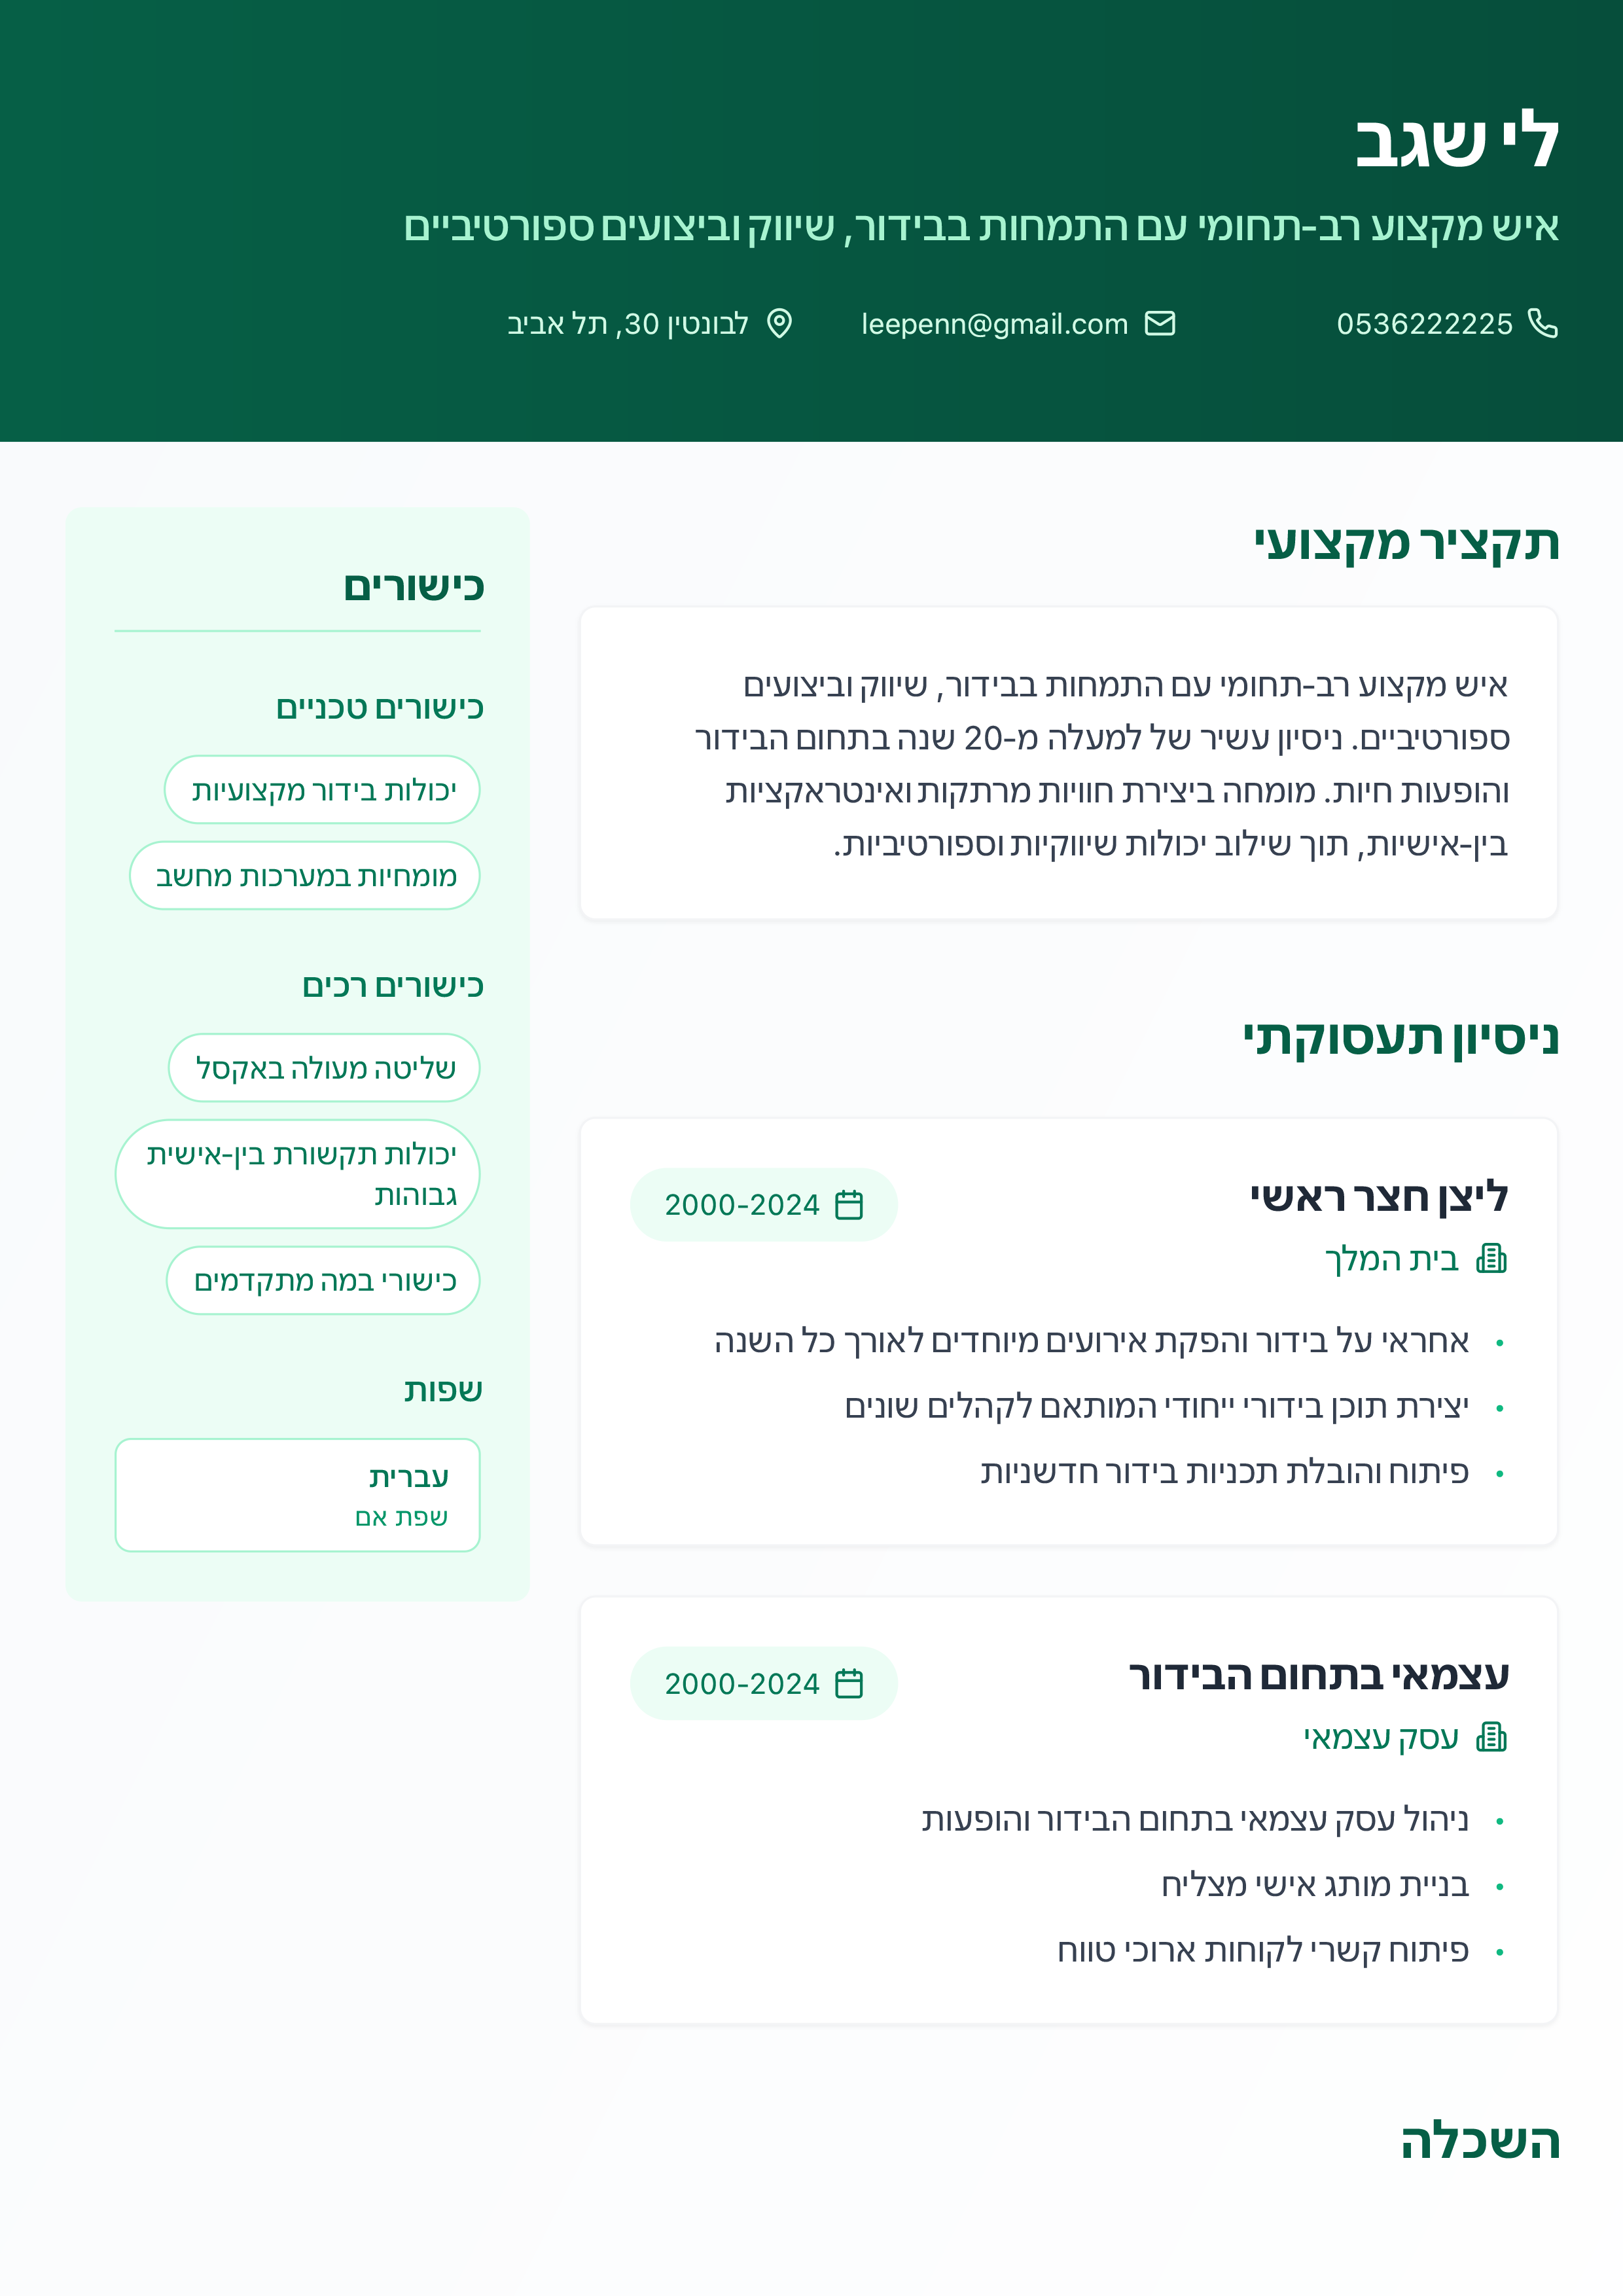 לי שגב
איש מקצוע רב-תחומי עם התמחות בבידור, שיווק וביצועים ספורטיביים
0536222225
leepenn@gmail.com
לבונטין 30, תל אביב
תקציר מקצועי
איש מקצוע רב-תחומי עם התמחות בבידור, שיווק וביצועים
ספורטיביים. ניסיון עשיר של למעלה מ-20 שנה בתחום הבידור
והופעות חיות. מומחה ביצירת חוויות מרתקות ואינטראקציות
בין-אישיות, תוך שילוב יכולות שיווקיות וספורטיביות.
ניסיון תעסוקתי
ליצן חצר ראשי
2000-2024
בית המלך
• אחראי על בידור והפקת אירועים מיוחדים לאורך כל השנה
• יצירת תוכן בידורי ייחודי המותאם לקהלים שונים
• פיתוח והובלת תכניות בידור חדשניות
עצמאי בתחום הבידור
2000-2024
עסק עצמאי
• ניהול עסק עצמאי בתחום הבידור והופעות
• בניית מותג אישי מצליח
• פיתוח קשרי לקוחות ארוכי טווח
השכלה
כישורים
כישורים טכניים
יכולות בידור מקצועיות
מומחיות במערכות מחשב
כישורים רכים
שליטה מעולה באקסל
יכולות תקשורת בין-אישית
גבוהות
כישורי במה מתקדמים
שפות
עברית
שפת אם